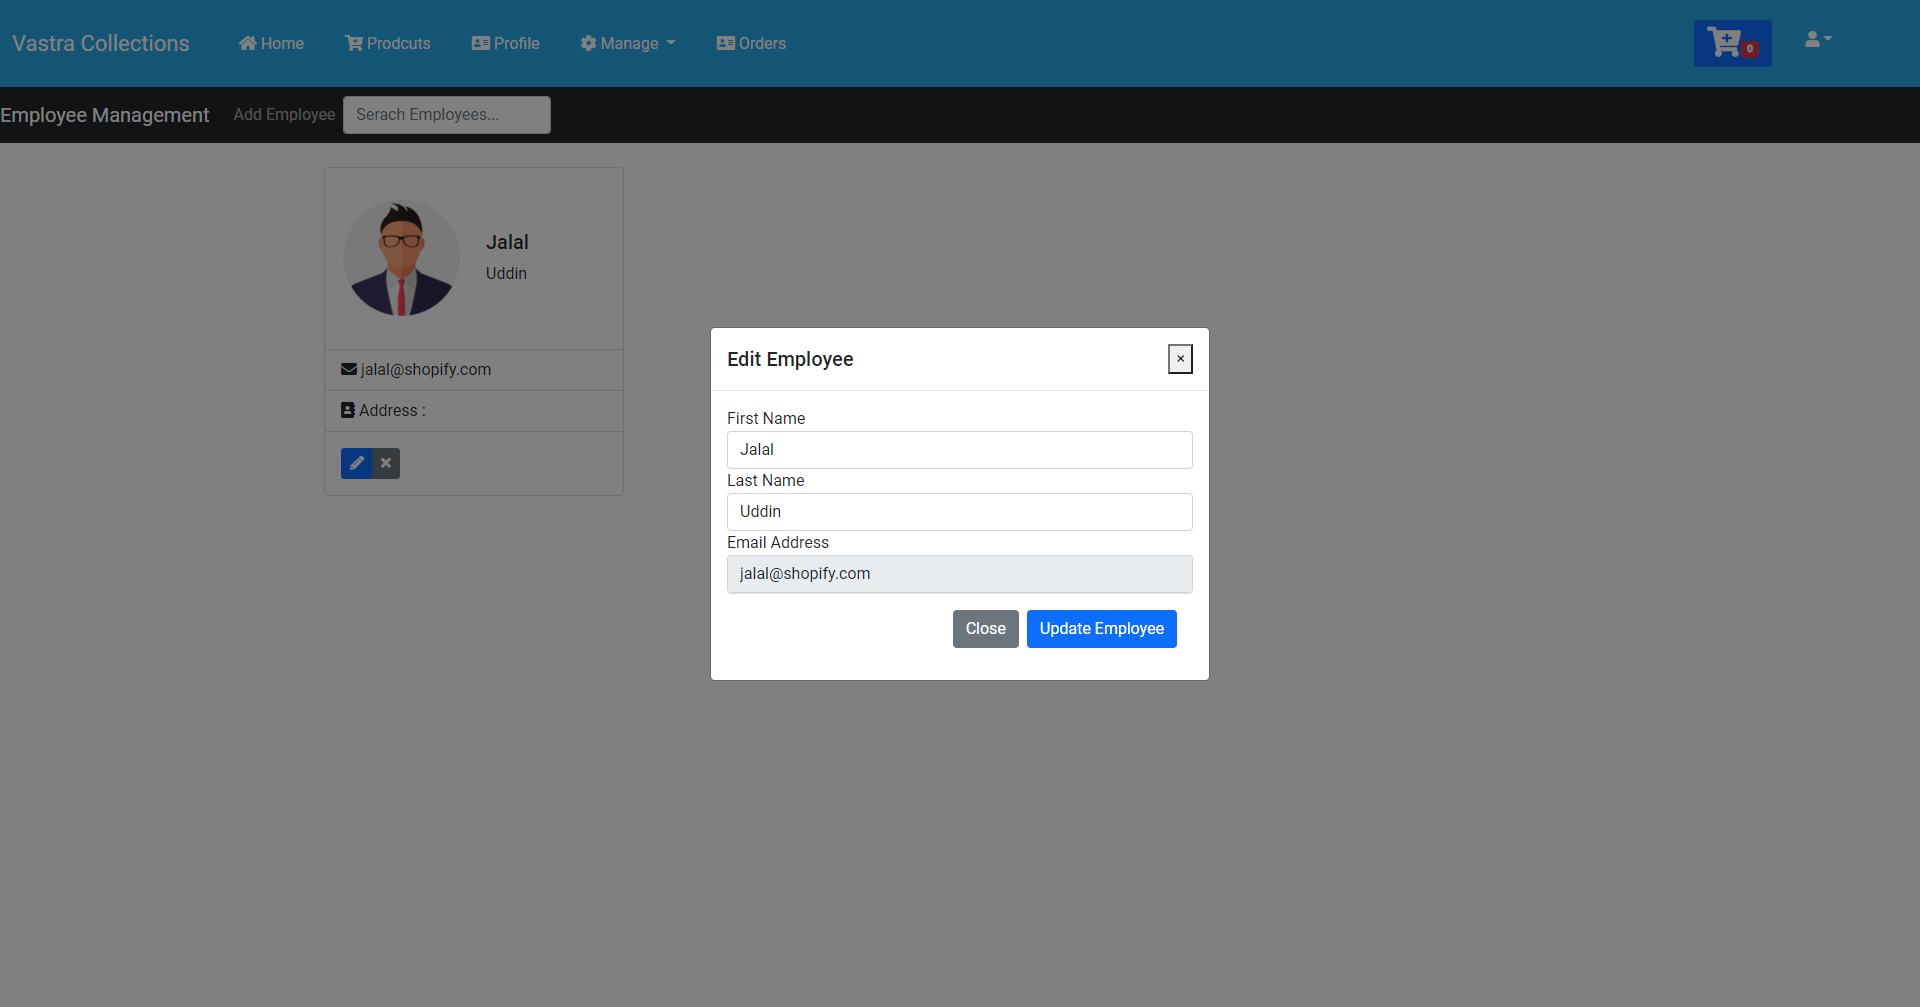 Vastra Collections Home Prodcuts Profile Manage Orders 0
Employee Management Add Employee Serach Employees...
Jalal
Uddin
jalal@shopify.com
Address :
Edit Employee ×
First Name
Jalal
Last Name
Uddin
Email Address
jalal@shopify.com
Close Update Employee